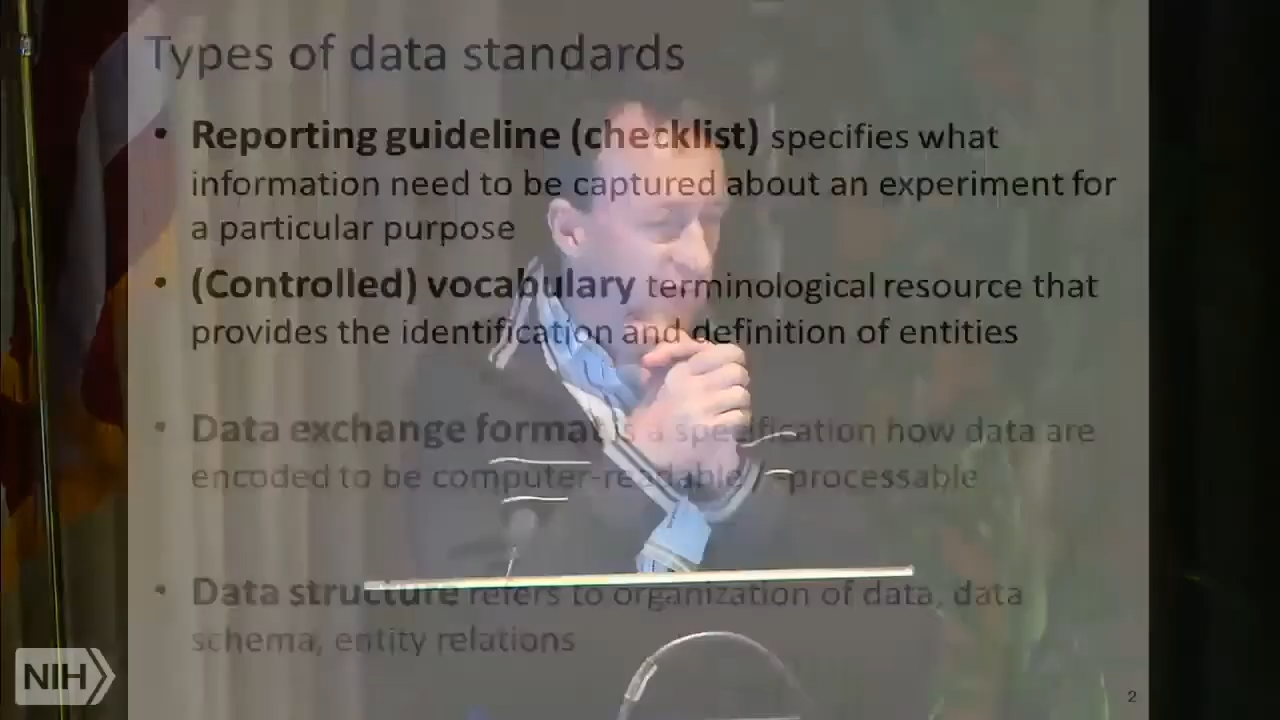 Types of data standards
• Reporting guideline (checklist) specifies what
information need to be captured about an experiment for
a particular purpose
• (Controlled) vocabulary terminological resource that
provides the identification and definition of entities
• Data exchange format is a specification how data are
encoded to be computer-readable / -processable
• Data structure refers to organization of data, data
schema, entity relations
NIH
2